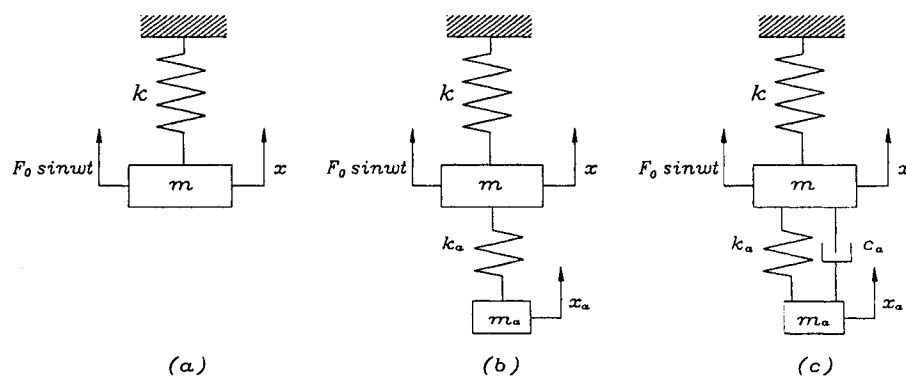 k
F₀ sinwt
x
m
(a)
k
F₀ sinwt
x
m
kₐ
xₐ
mₐ
(b)
k
F₀ sinwt
x
m
kₐ
cₐ
xₐ
mₐ
(c)